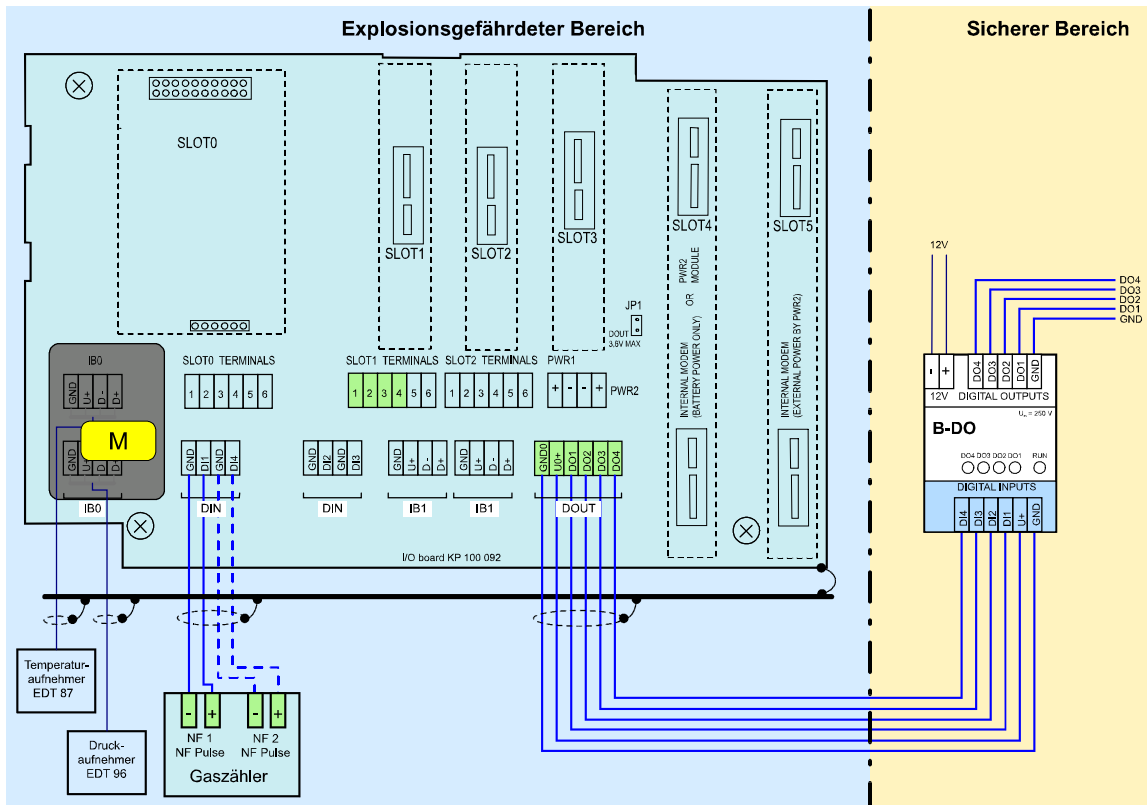 Explosionsgefährdeter Bereich
Sicherer Bereich
SLOT0
SLOT1
SLOT2
SLOT3
SLOT4
SLOT5
INTERNAL MODEM (BATTERY POWER ONLY) OR PWR2 MODULE
INTERNAL MODEM (EXTERNAL POWER BY PWR2)
JP1
DOUT
3.6V MAX
IB0
GND U+ D- D+
SLOT0 TERMINALS
1 2 3 4 5 6
SLOT1 TERMINALS
1 2 3 4 5 6
SLOT2 TERMINALS
1 2 3 4 5 6
PWR1
+ - - +
PWR2
M
GND U+ D- D+
IB0
GND DI1 GND DI4
DIN
GND DI2 GND DI3
DIN
GND U+ D- D+
IB1
GND U+ D- D+
IB1
GND0 U0+ DO1 DO2 DO3 DO4
DOUT
I/O board KP 100 092
Temperatur-
aufnehmer
EDT 87
Druck-
aufnehmer
EDT 96
- + - +
NF 1
NF Pulse
NF 2
NF Pulse
Gaszähler
12V
- +
DO4
DO3
DO2
DO1
GND
- +
12V
DO4 DO3 DO2 DO1 GND
DIGITAL OUTPUTS
= 250 V
B-DO
DO4 DO3 DO2 DO1 RUN
DIGITAL INPUTS
DI4 DI3 DI2 DI1 U+ GND